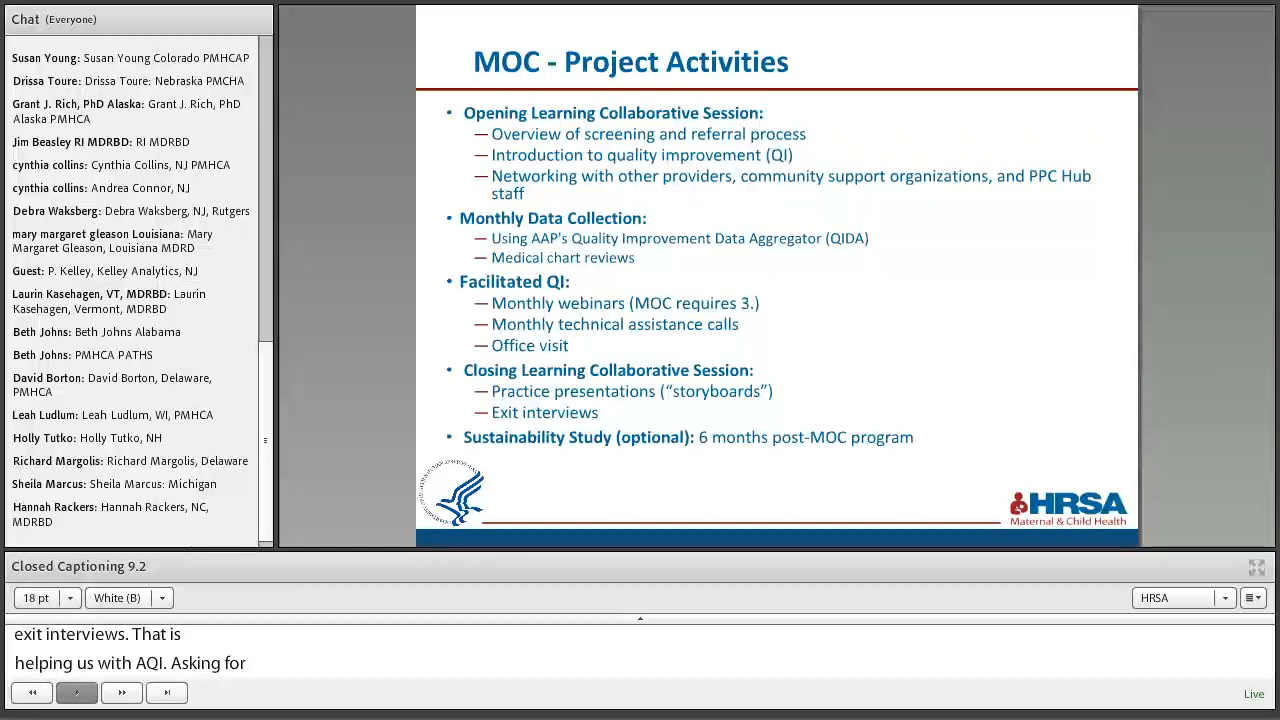 Chat (Everyone)
Susan Young: Susan Young Colorado PMHCAP
Drissa Toure: Drissa Toure: Nebraska PMCHA
Grant J. Rich, PhD Alaska: Grant J. Rich, PhD
Alaska PMHCA
Jim Beasley RI MDRBD: RI MDRBD
cynthia collins: Cynthia Collins, NJ PMHCA
cynthia collins: Andrea Connor, NJ
Debra Waksberg: Debra Waksberg, NJ, Rutgers
mary margaret gleason Louisiana: Mary
Margaret Gleason, Louisiana MDRD
Guest: P. Kelley, Kelley Analytics, NJ
Laurin Kasehagen, VT, MDRBD: Laurin
Kasehagen, Vermont, MDRBD
Beth Johns: Beth Johns Alabama
Beth Johns: PMHCA PATHS
David Borton: David Borton, Delaware,
PMHCA
Leah Ludlum: Leah Ludlum, WI, PMHCA
Holly Tutko: Holly Tutko, NH
Richard Margolis: Richard Margolis, Delaware
Sheila Marcus: Sheila Marcus: Michigan
Hannah Rackers: Hannah Rackers, NC,
MDRBD
MOC - Project Activities
• Opening Learning Collaborative Session:
— Overview of screening and referral process
— Introduction to quality improvement (QI)
— Networking with other providers, community support organizations, and PPC Hub
staff
• Monthly Data Collection:
— Using AAP's Quality Improvement Data Aggregator (QIDA)
— Medical chart reviews
• Facilitated QI:
— Monthly webinars (MOC requires 3.)
— Monthly technical assistance calls
— Office visit
• Closing Learning Collaborative Session:
— Practice presentations (“storyboards”)
— Exit interviews
• Sustainability Study (optional): 6 months post-MOC program
HRSA
Maternal & Child Health
Closed Captioning 9.2
18 pt
White (B)
HRSA
exit interviews. That is
helping us with AQI. Asking for
Live